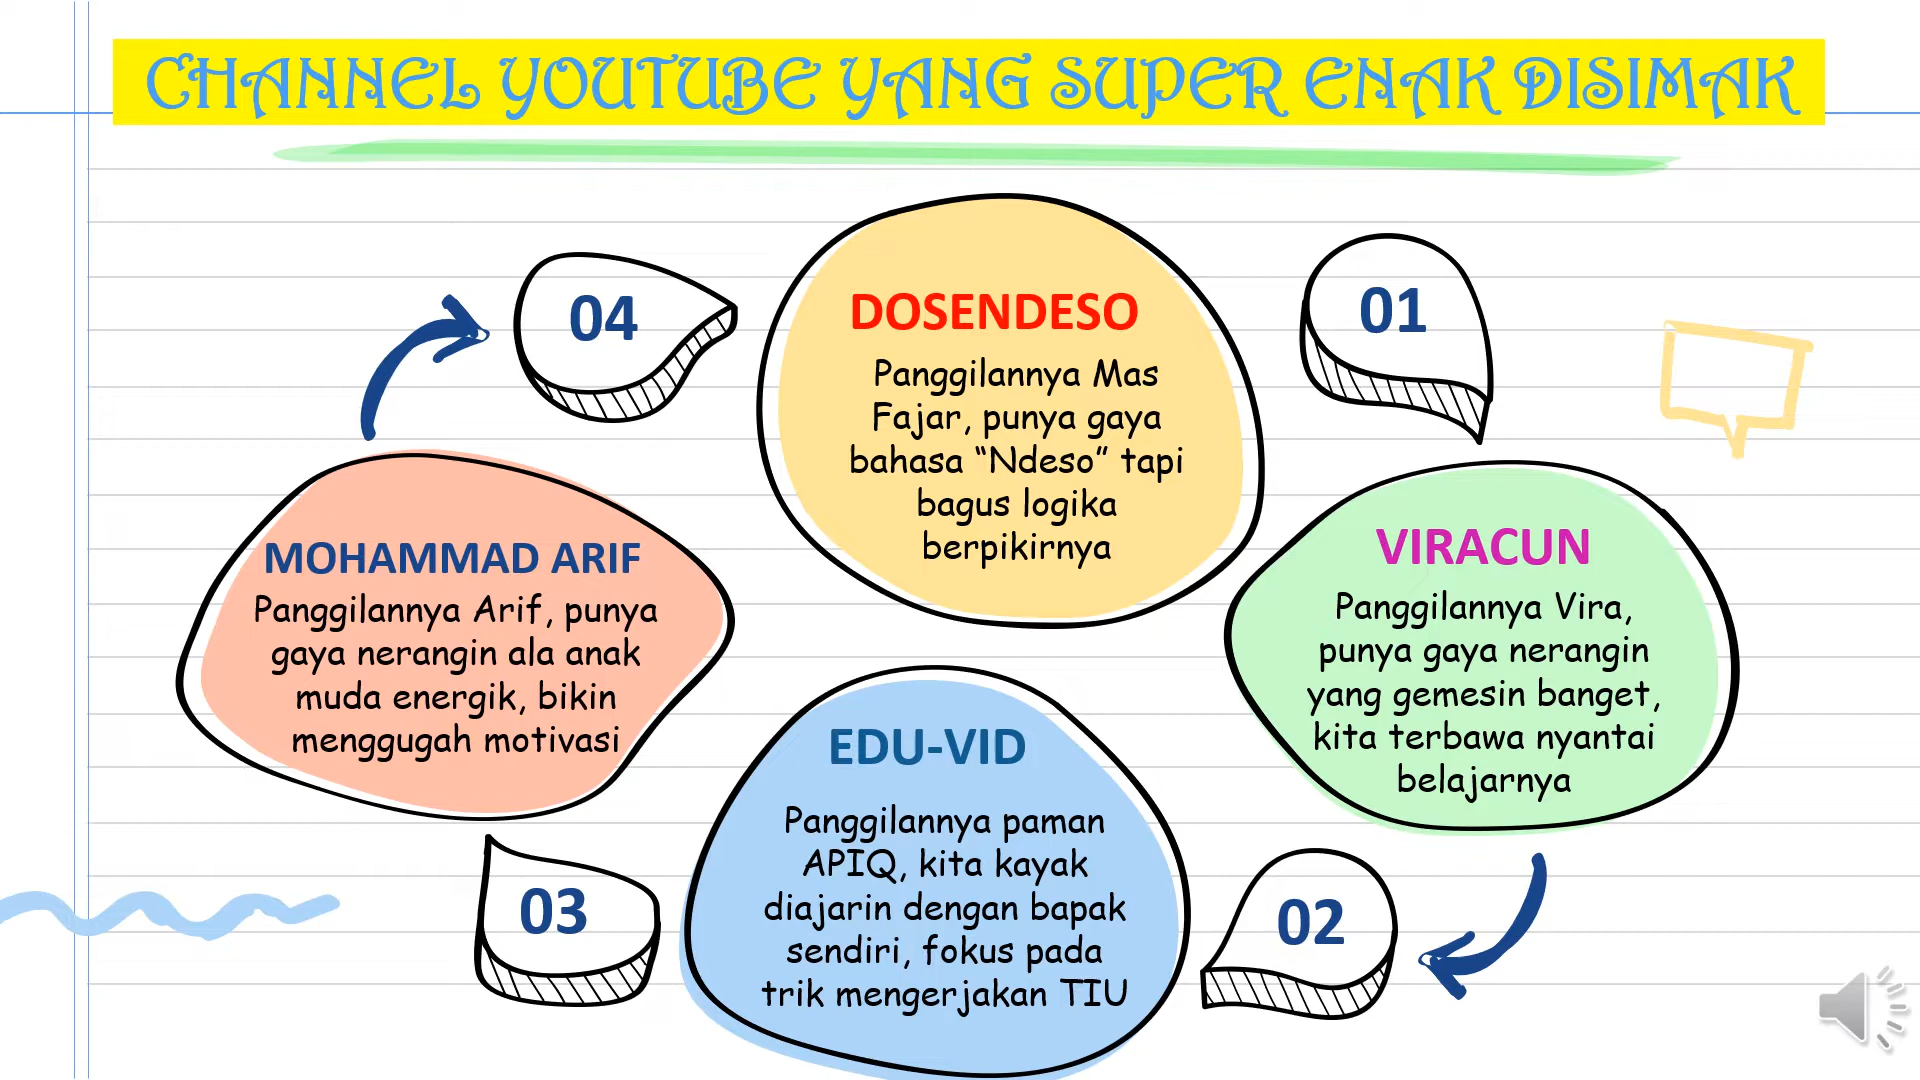 CHANNEL YOUTUBE YANG SUPER ENAK DISIMAK
04
DOSENDESO
Panggilannya Mas
Fajar, punya gaya
bahasa “Ndeso” tapi
bagus logika
berpikirnya
01
MOHAMMAD ARIF
Panggilannya Arif, punya
gaya nerangin ala anak
muda energik, bikin
menggugah motivasi
VIRACUN
Panggilannya Vira,
punya gaya nerangin
yang gemesin banget,
kita terbawa nyantai
belajarnya
EDU-VID
Panggilannya paman
APIQ, kita kayak
diajarin dengan bapak
sendiri, fokus pada
trik mengerjakan TIU
03
02